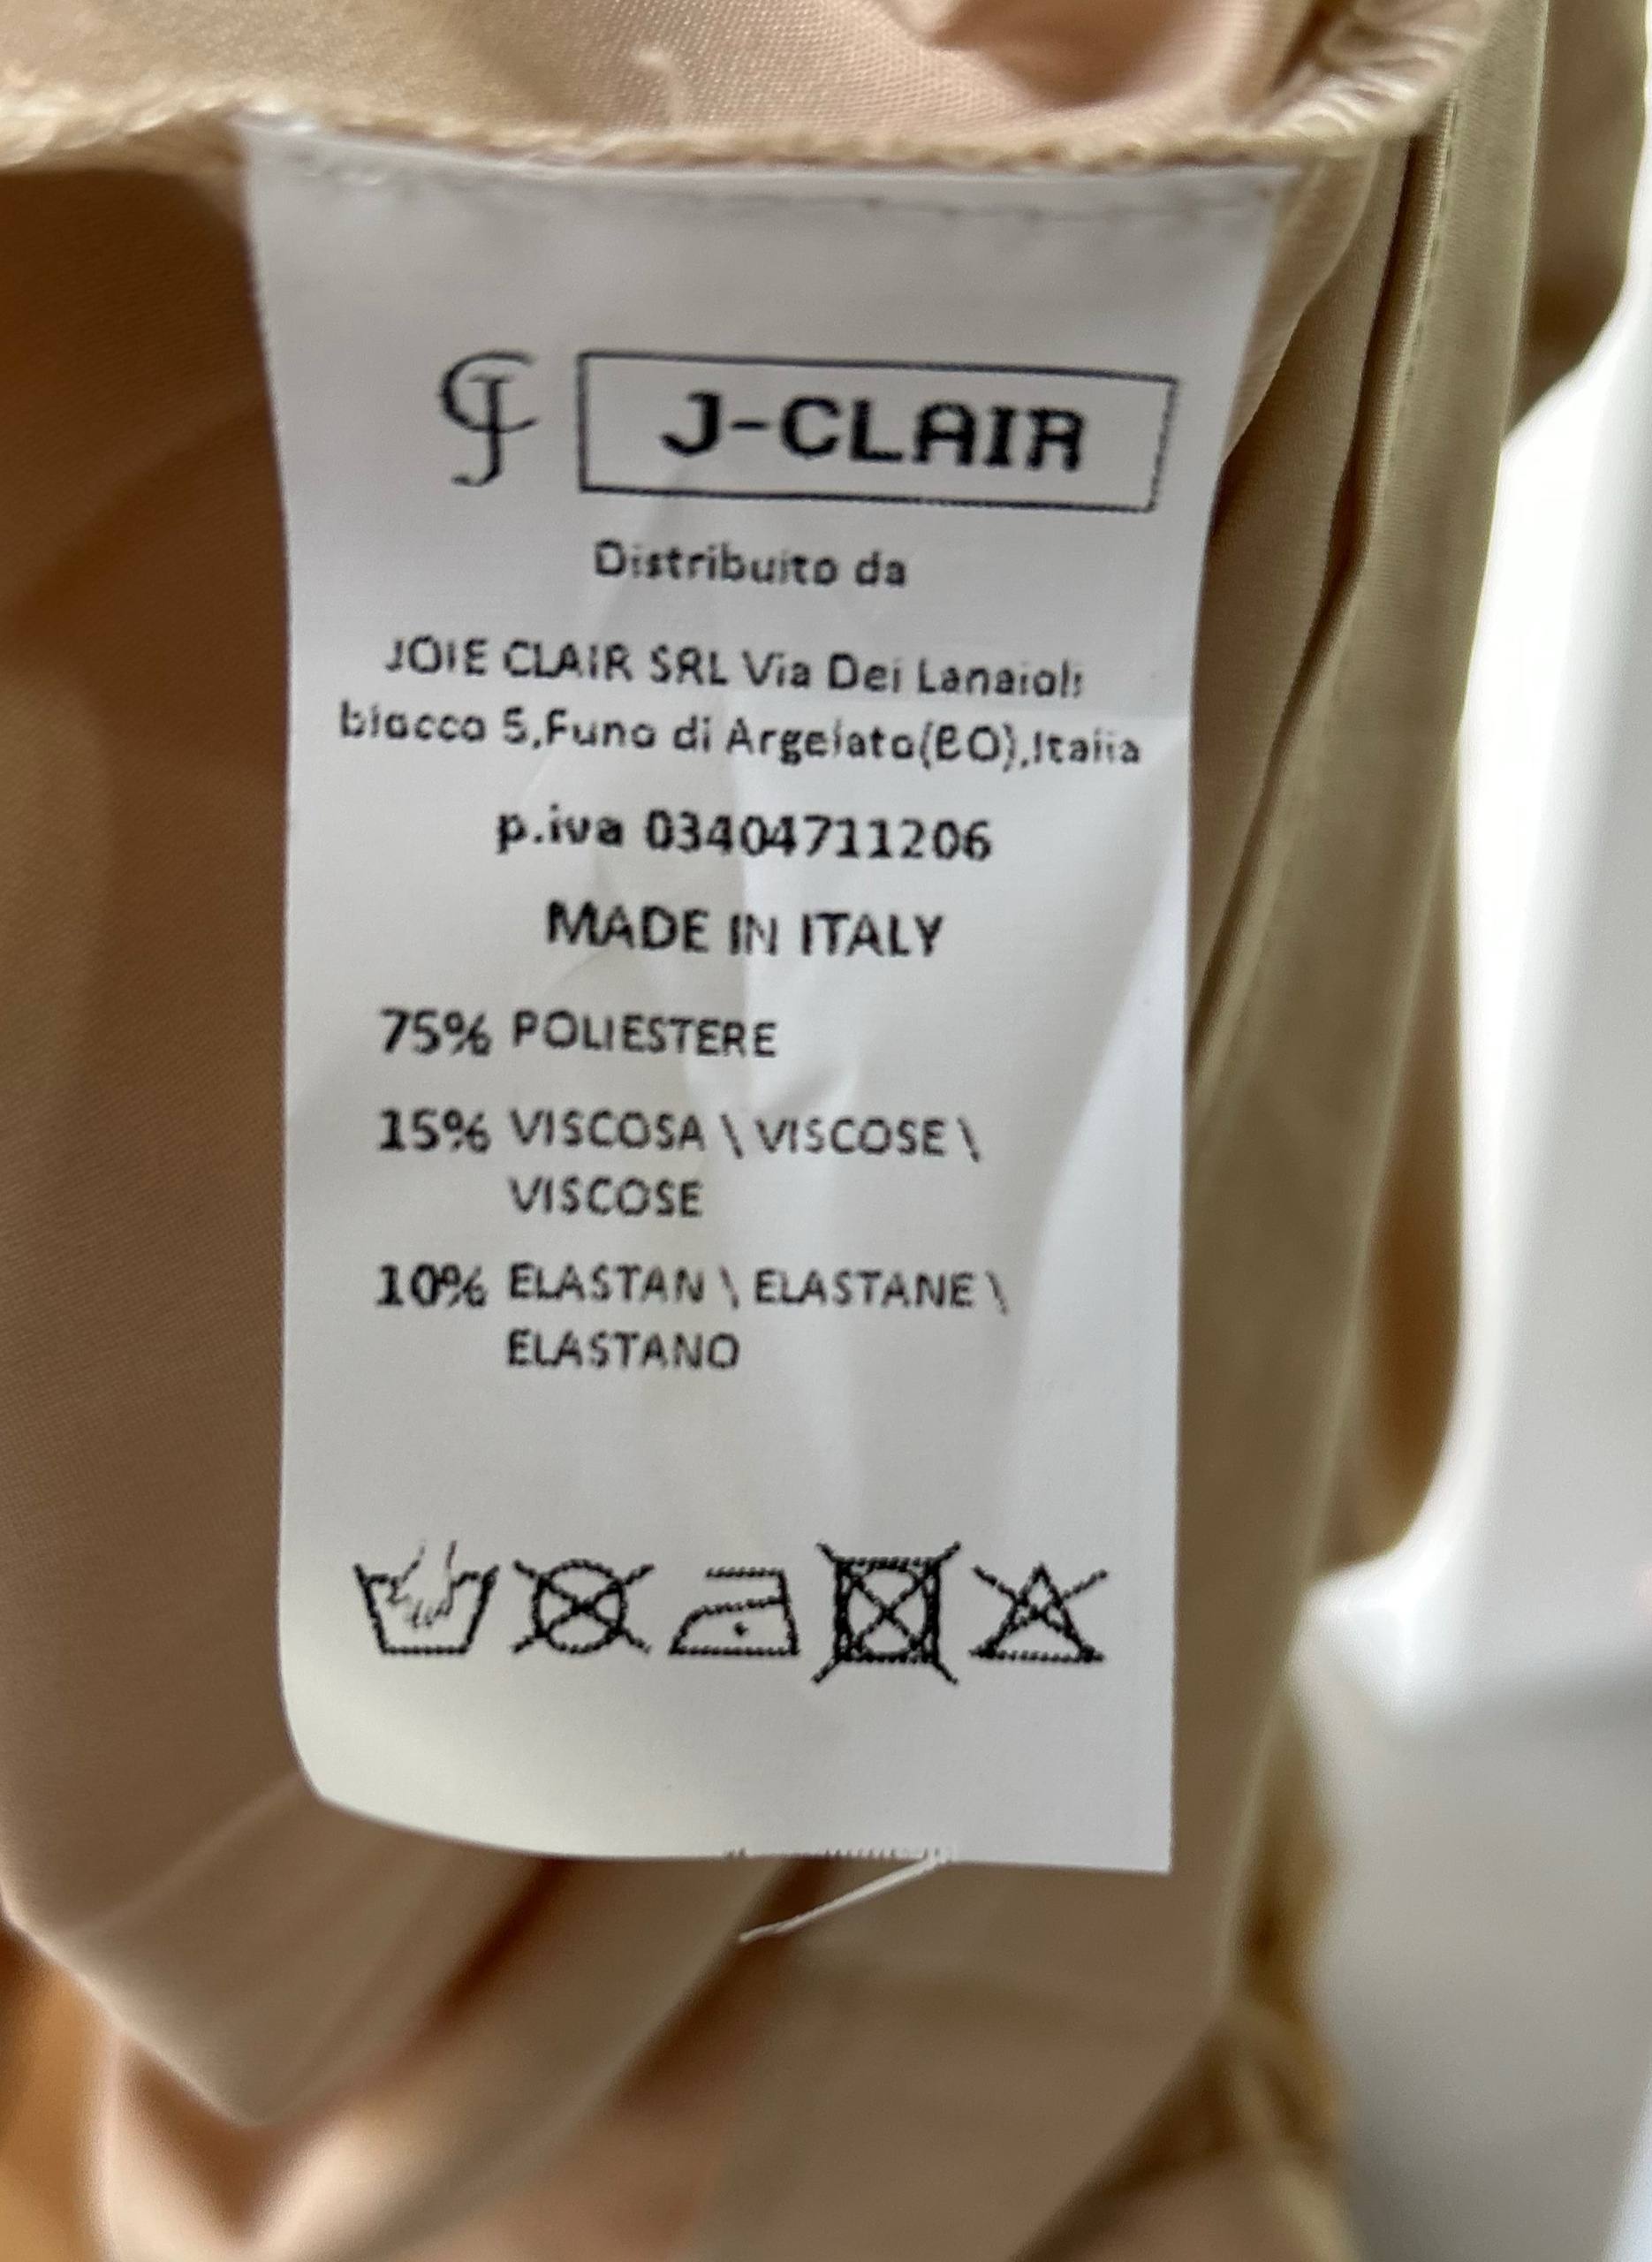 J-CLAIR
Distribuito da
JOIE CLAIR SRL Via Dei Lanaioli
blocco 5,Funo di Argelato(BO),Italia
p.iva 03404711206
MADE IN ITALY
75% POLIESTERE
15% VISCOSA \ VISCOSE \
VISCOSE
10% ELASTAN \ ELASTANE \
ELASTANO